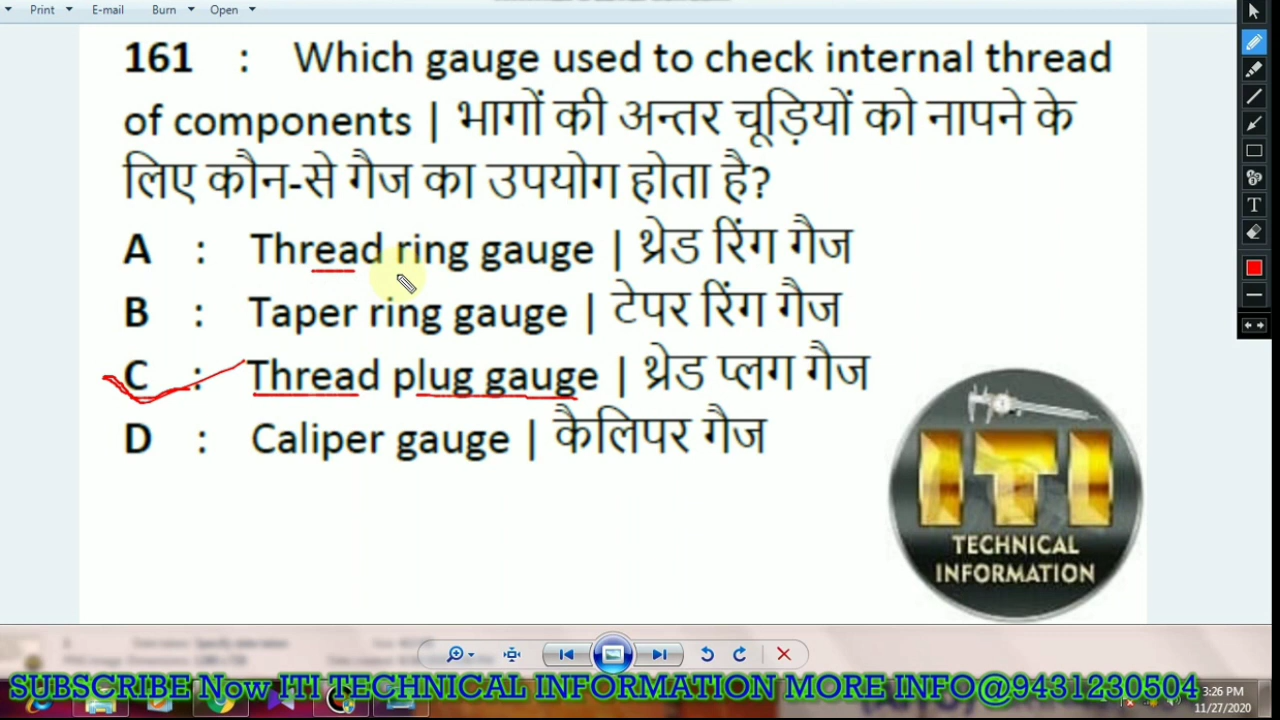 Print E-mail Burn Open
161 : Which gauge used to check internal thread
of components | भागों की अन्तर चूड़ियों को नापने के
लिए कौन-से गैज का उपयोग होता है?
A : Thread ring gauge | थ्रेड रिंग गैज
B : Taper ring gauge | टेपर रिंग गैज
C : Thread plug gauge | थ्रेड प्लग गैज
D : Caliper gauge | कैलिपर गैज
ITI
TECHNICAL
INFORMATION
SUBSCRIBE Now ITI TECHNICAL INFORMATION MORE INFO@9431230504
3:26 PM
11/27/2020